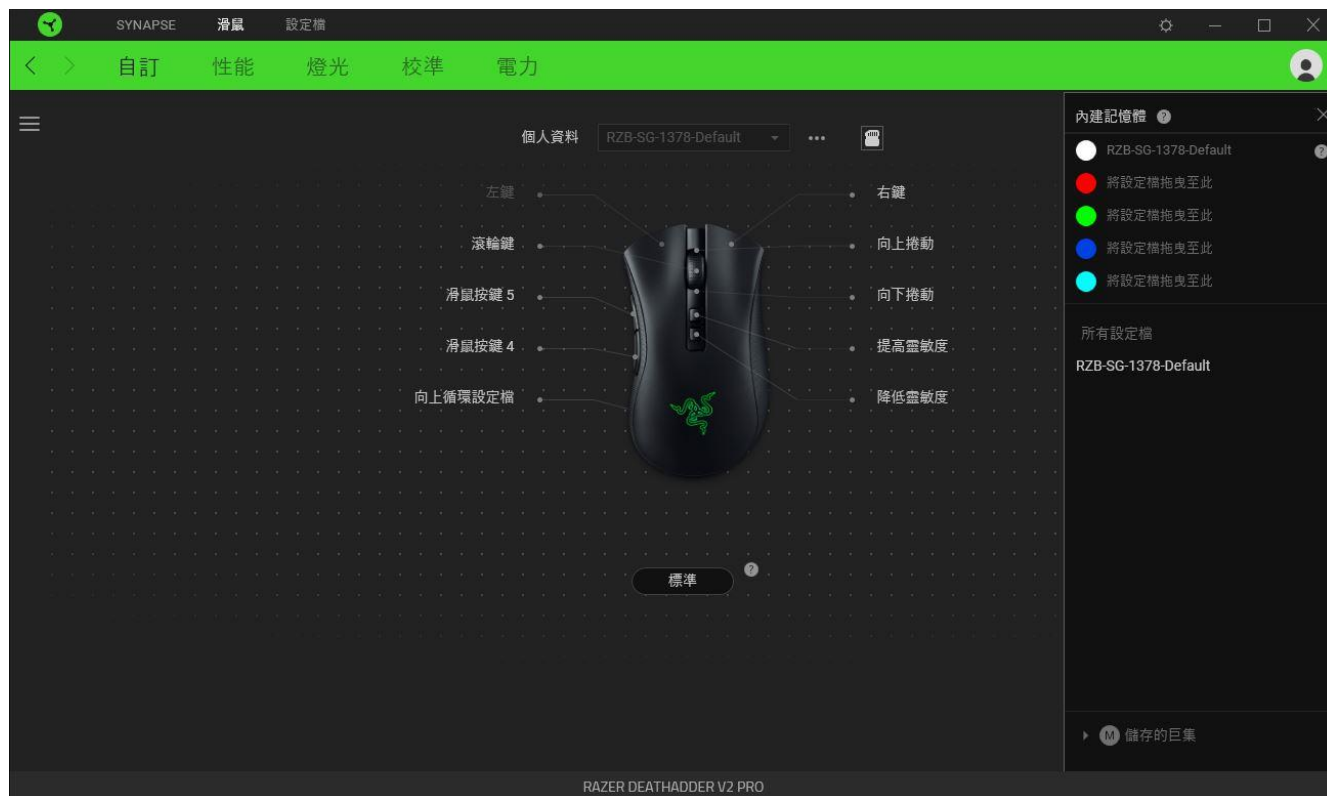 SYNAPSE 滑鼠 設定檔
自訂 性能 燈光 校準 電力
個人資料 RZB-SG-1378-Default
左鍵
滾輪鍵
滑鼠按鍵 5
滑鼠按鍵 4
向上循環設定檔
右鍵
向上捲動
向下捲動
提高靈敏度
降低靈敏度
標準 ?
內建記憶體 ?
RZB-SG-1378-Default ?
將設定檔拖曳至此
將設定檔拖曳至此
將設定檔拖曳至此
將設定檔拖曳至此
所有設定檔
RZB-SG-1378-Default
M 儲存的巨集
RAZER DEATHADDER V2 PRO